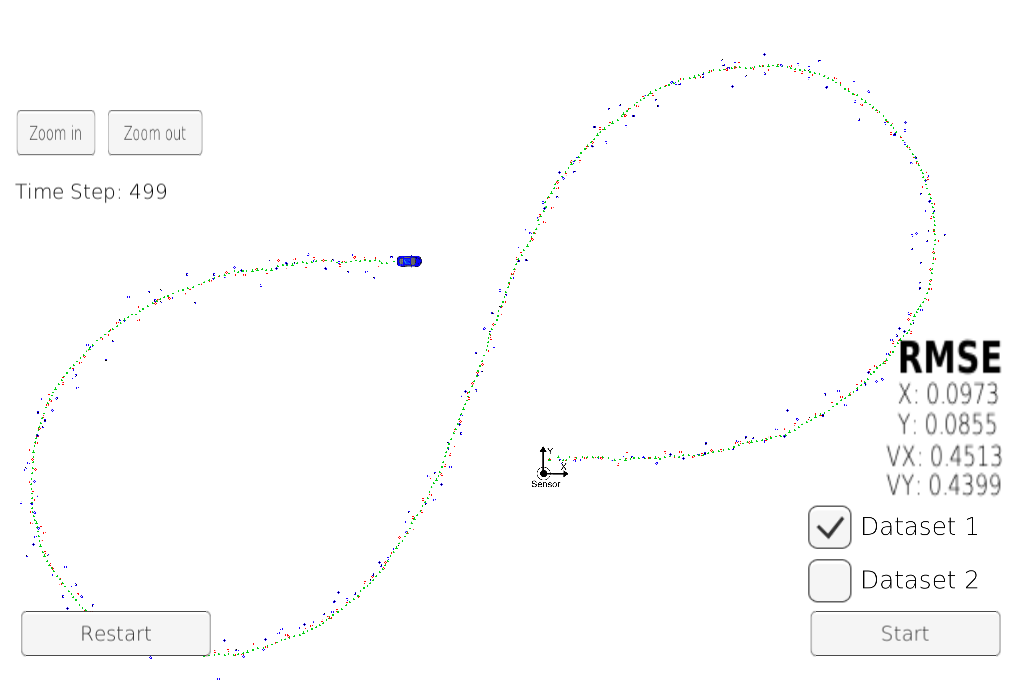 Zoom in
Zoom out
Time Step: 499
RMSE
X: 0.0973
Y: 0.0855
VX: 0.4513
VY: 0.4399
Y
X
Sensor
Dataset 1
Dataset 2
Restart
Start